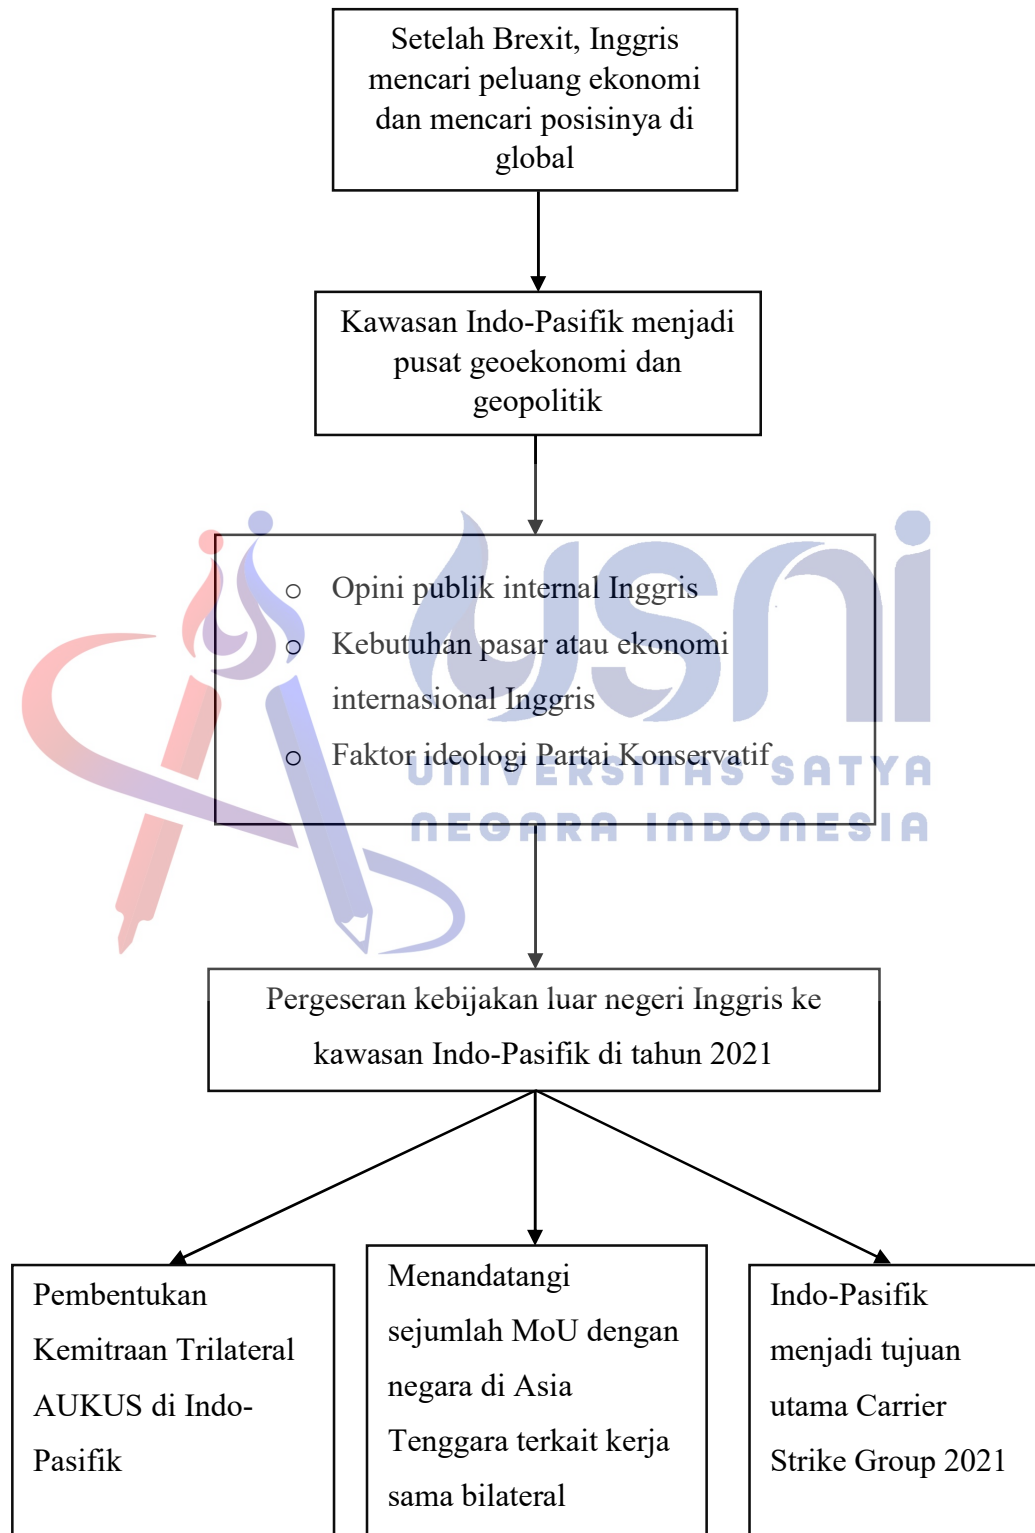 Setelah Brexit, Inggris
mencari peluang ekonomi
dan mencari posisinya di
global
Kawasan Indo-Pasifik menjadi
pusat geoekonomi dan
geopolitik
usni
UNIVERSITAS SATYA
NEGARA INDONESIA
o Opini publik internal Inggris
o Kebutuhan pasar atau ekonomi
internasional Inggris
o Faktor ideologi Partai Konservatif
Pergeseran kebijakan luar negeri Inggris ke
kawasan Indo-Pasifik di tahun 2021
Pembentukan
Kemitraan Trilateral
AUKUS di Indo-
Pasifik
Menandatangi
sejumlah MoU dengan
negara di Asia
Tenggara terkait kerja
sama bilateral
Indo-Pasifik
menjadi tujuan
utama Carrier
Strike Group 2021